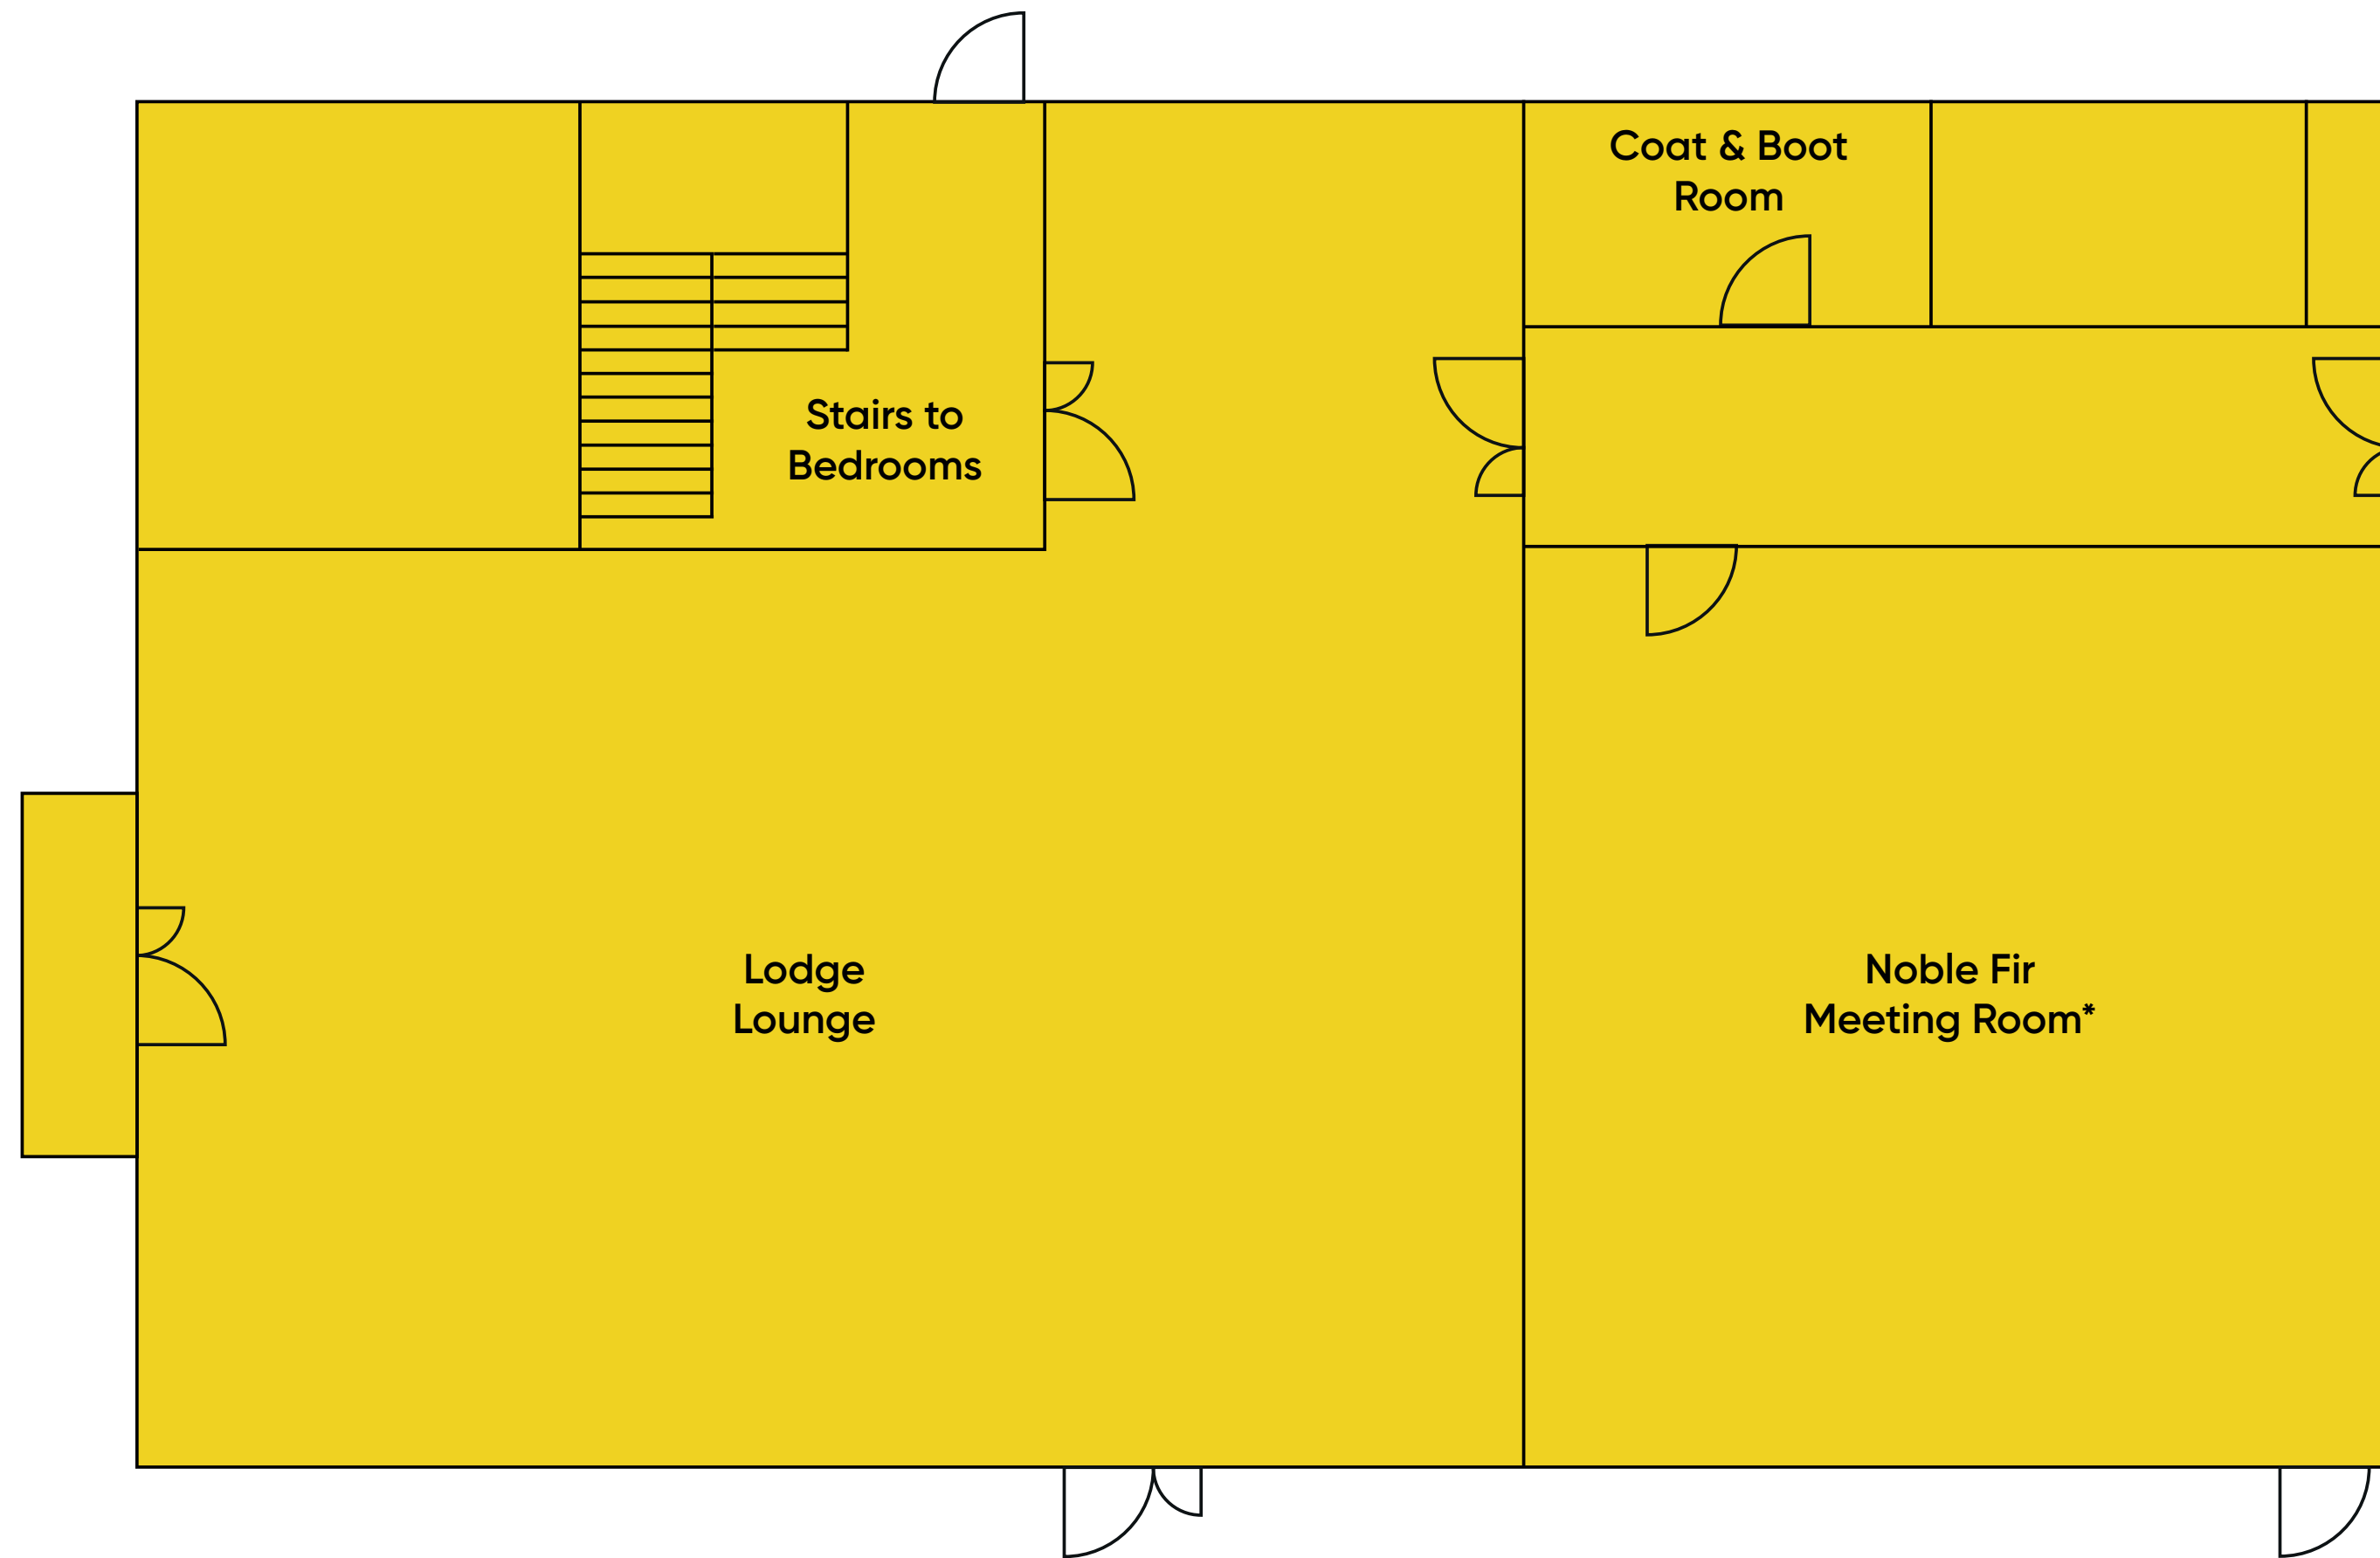 Coat & Boot
Room
Stairs to
Bedrooms
Lodge
Lounge
Noble Fir
Meeting Room*